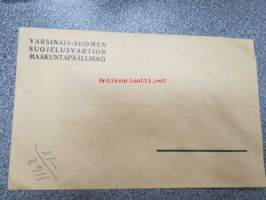 VARSINAIS-SUOMEN
SUOJELUSVARTION
MAAKUNTAPÄÄLLIKKÖ
Antikvariaatti.net